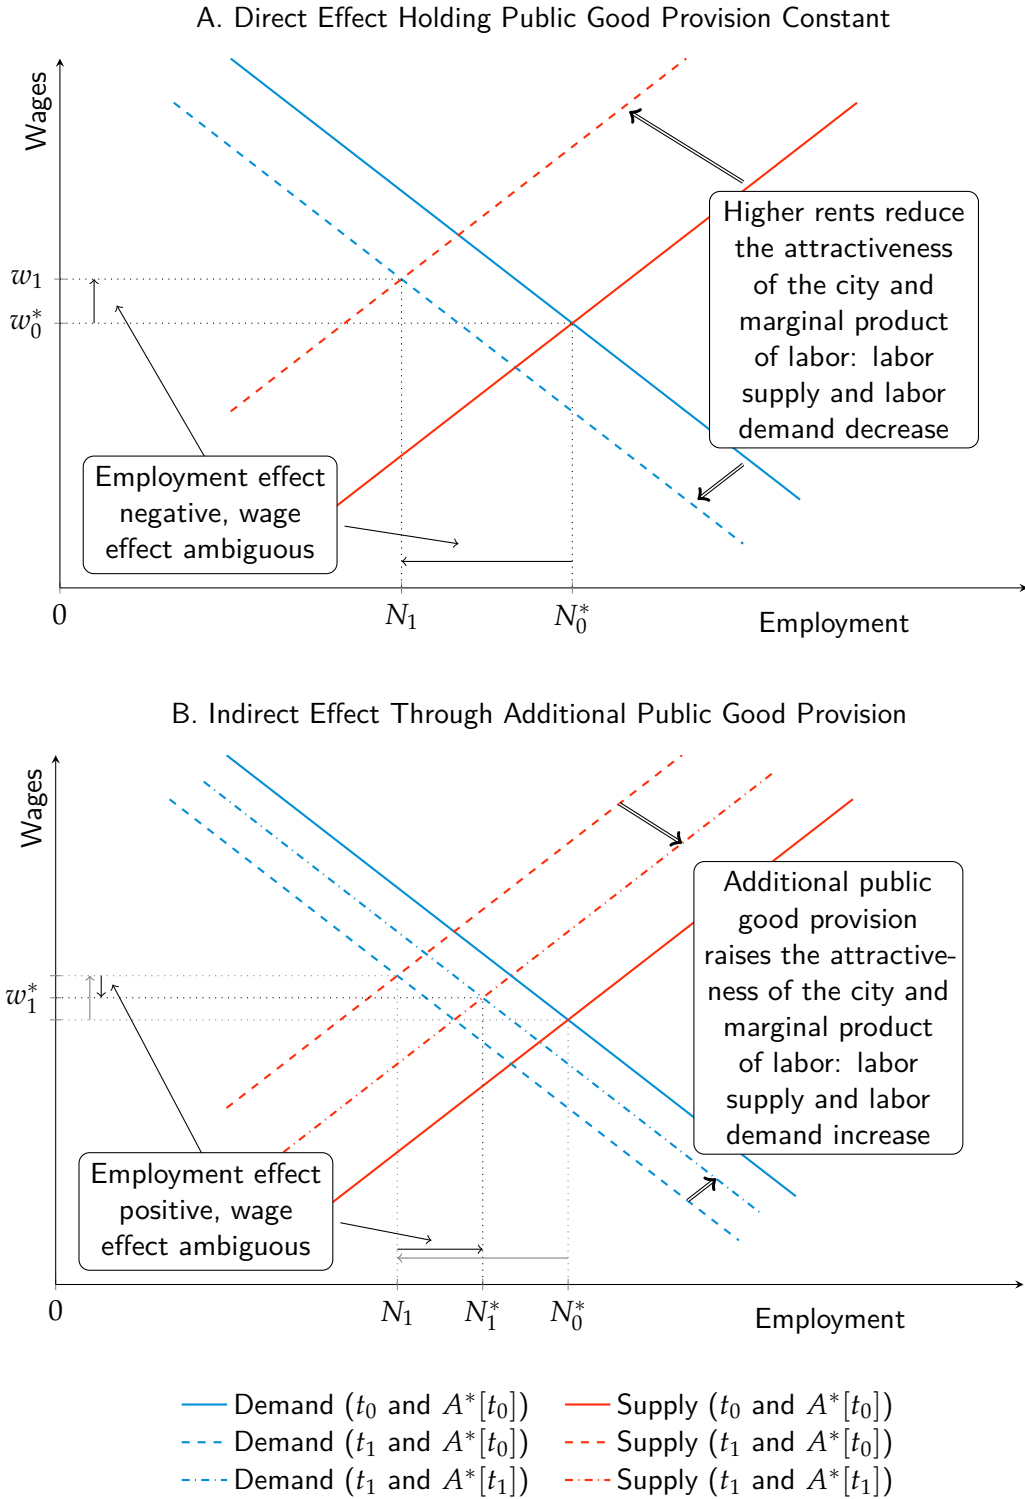 A. Direct Effect Holding Public Good Provision Constant
Wages
Higher rents reduce
the attractiveness
of the city and
marginal product
of labor: labor
supply and labor
demand decrease
w₁
w₀*
Employment effect
negative, wage
effect ambiguous
0
N₁
N₀*
Employment
B. Indirect Effect Through Additional Public Good Provision
Wages
Additional public
good provision
raises the attractive-
ness of the city and
marginal product
of labor: labor
supply and labor
demand increase
w₁*
Employment effect
positive, wage
effect ambiguous
0
N₁
N₁*
N₀*
Employment
Demand (t₀ and A*[t₀])
Supply (t₀ and A*[t₀])
Demand (t₁ and A*[t₀])
Supply (t₁ and A*[t₀])
Demand (t₁ and A*[t₁])
Supply (t₁ and A*[t₁])